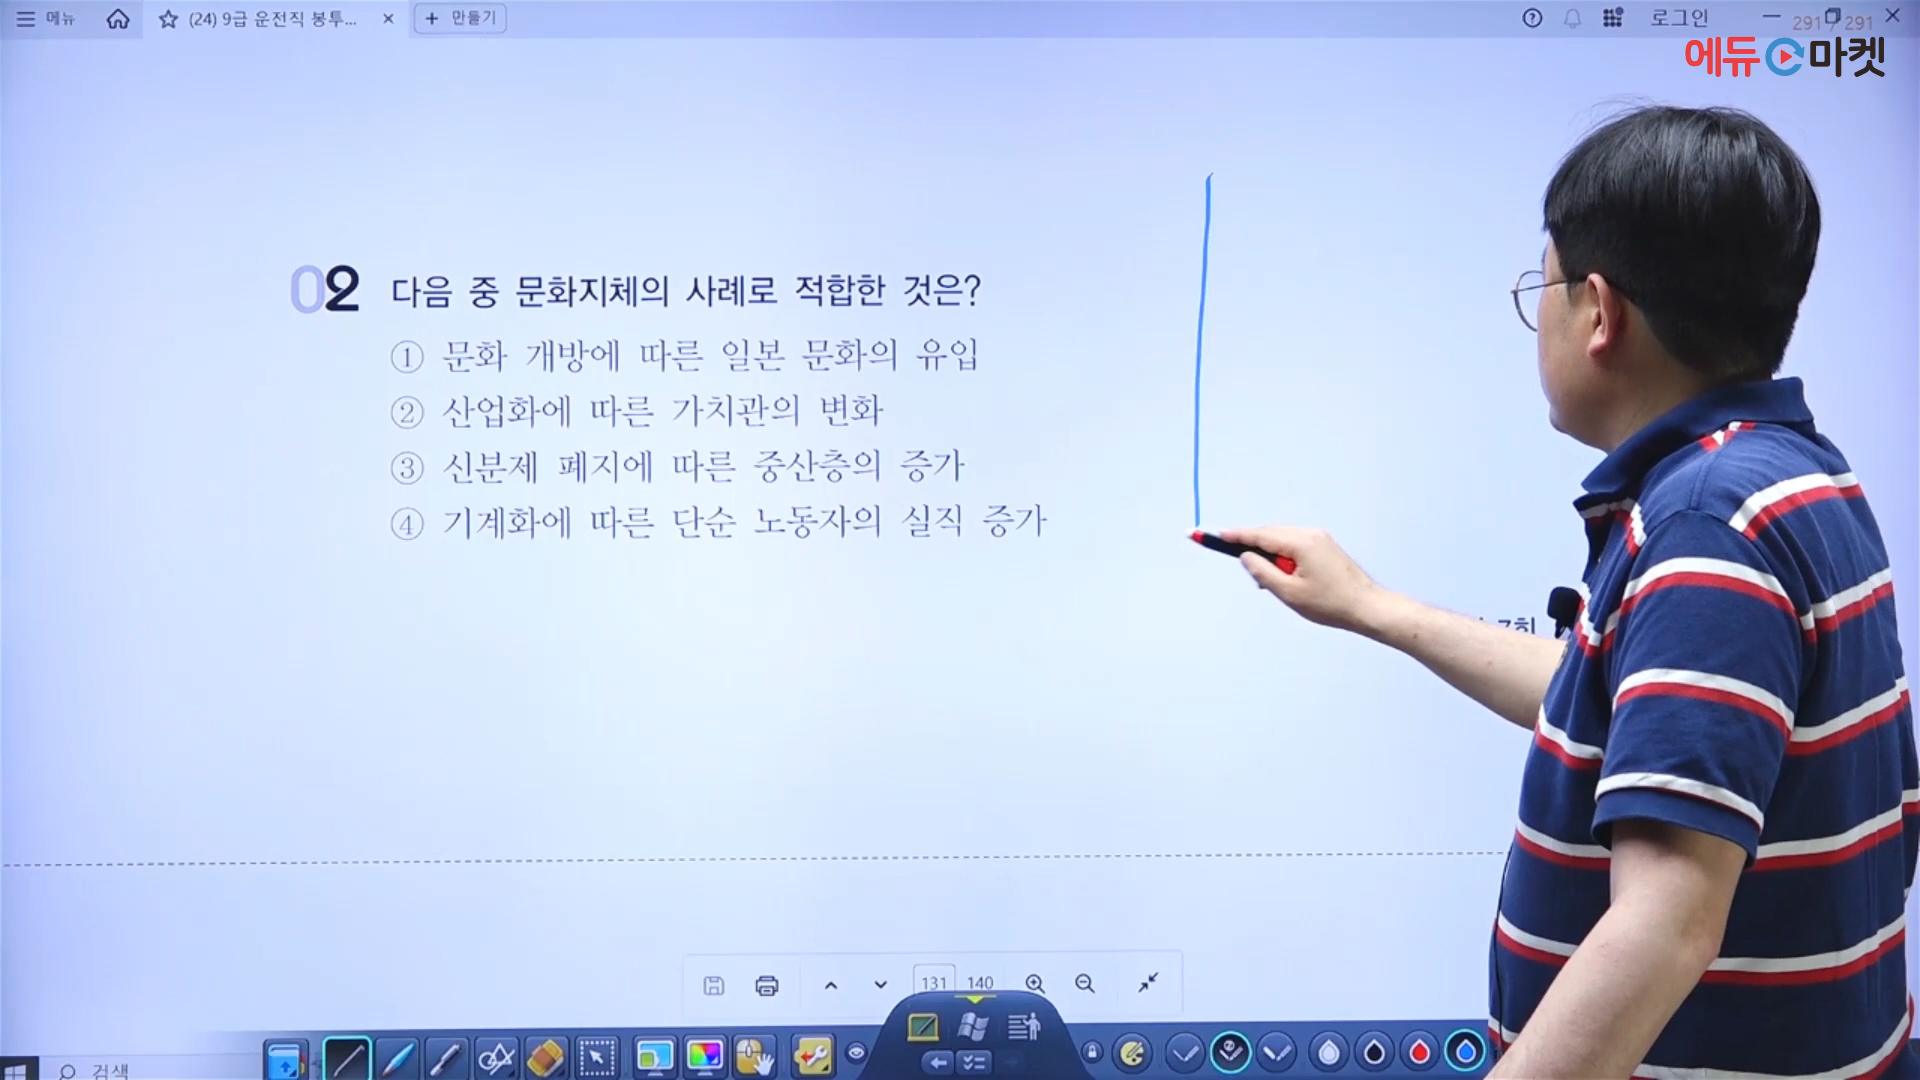 메뉴
(24) 9급 운전직 봉투...
만들기
로그인
291 / 291
에듀 마켓
02 다음 중 문화지체의 사례로 적합한 것은?
① 문화 개방에 따른 일본 문화의 유입
② 산업화에 따른 가치관의 변화
③ 신분제 폐지에 따른 중산층의 증가
④ 기계화에 따른 단순 노동자의 실직 증가
7회
131 140
검색